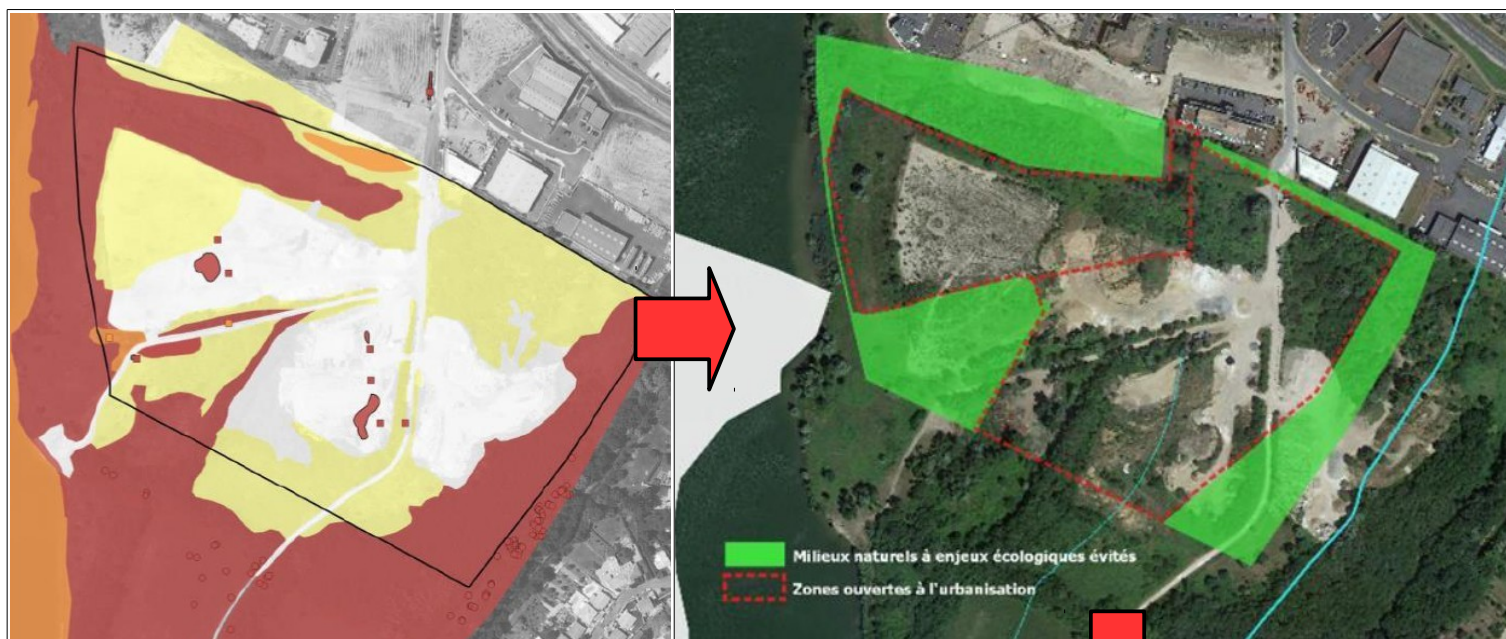 Milieux naturels à enjeux écologiques évités
Zones ouvertes à l'urbanisation